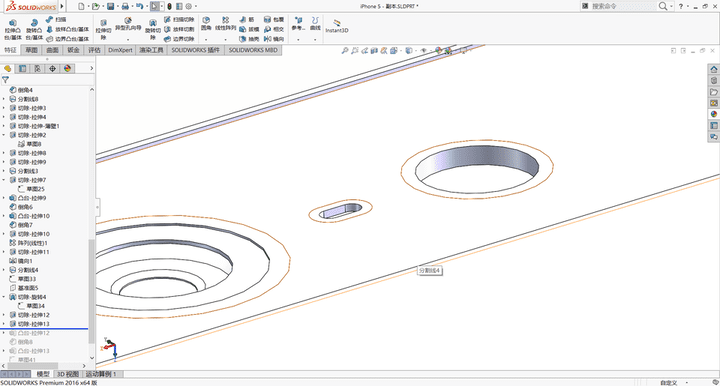 SOLIDWORKS
iPhone 5 - 副本.SLDPRT *
搜索命令
拉伸凸台/基体
旋转凸台/基体
扫描
放样凸台/基体
边界凸台/基体
拉伸切除
异型孔向导
旋转切除
扫描切除
放样切割
边界切除
圆角
线性阵列
筋
拔模
抽壳
包覆
相交
镜向
参考...
曲线
Instant3D
特征
草图
曲面
钣金
评估
DimXpert
渲染工具
SOLIDWORKS 插件
SOLIDWORKS MBD
倒角4
分割线8
切除-拉伸3
切除-拉伸4
切除-拉伸-薄壁1
切除-拉伸2
草图8
切除-拉伸8
切除-拉伸9
分割线3
切除-拉伸7
草图25
凸台-拉伸9
倒角6
凸台-拉伸10
倒角7
切除-拉伸10
阵列(线性)1
切除-拉伸11
镜向1
分割线4
草图33
基准面5
切除-旋转4
草图34
切除-拉伸12
切除-拉伸13
凸台-拉伸12
倒角8
凸台-拉伸13
草图41
分割线4
模型
3D 视图
运动算例 1
SOLIDWORKS Premium 2016 x64 版
自定义